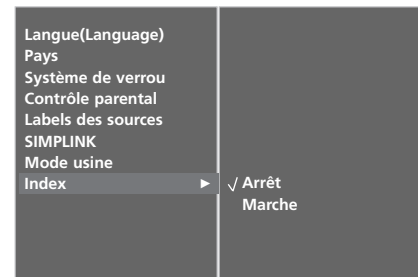 Langue(Language)
Pays
Système de verrou
Contrôle parental
Labels des sources
SIMPLINK
Mode usine
Index ►
√ Arrêt
Marche